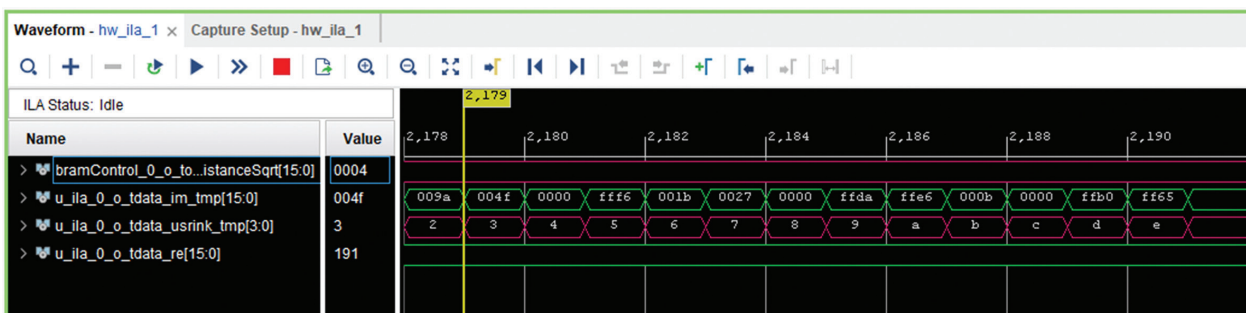 Waveform - hw_ila_1 × Capture Setup - hw_ila_1
ILA Status: Idle
2,179
Name Value 2,178 2,180 2,182 2,184 2,186 2,188 2,190
bramControl_0_o_to...istanceSqrt[15:0] 0004
u_ila_0_o_tdata_im_tmp[15:0] 004f 009a 004f 0000 fff6 001b 0027 0000 ffda ffe6 000b 0000 ffb0 ff65
u_ila_0_o_tdata_usrink_tmp[3:0] 3 2 3 4 5 6 7 8 9 a b c d e
u_ila_0_o_tdata_re[15:0] 191